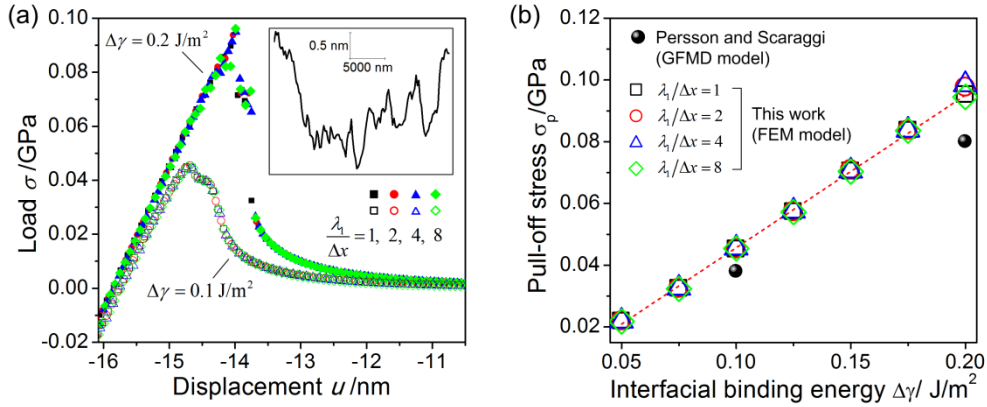 (a)
0.10
0.08
0.06
0.04
0.02
0.00
-0.02
Load σ/GPa
Δγ = 0.2 J/m²
0.5 nm
5000 nm
λ₁/Δx = 1, 2, 4, 8
Δγ = 0.1 J/m²
-16 -15 -14 -13 -12 -11
Displacement u /nm
(b)
0.12
0.10
0.08
0.06
0.04
0.02
Pull-off stress σₚ/GPa
Persson and Scaraggi
(GFMD model)
λ₁/Δx = 1
λ₁/Δx = 2
λ₁/Δx = 4
λ₁/Δx = 8
This work
(FEM model)
0.05 0.10 0.15 0.20
Interfacial binding energy Δγ/ J/m²